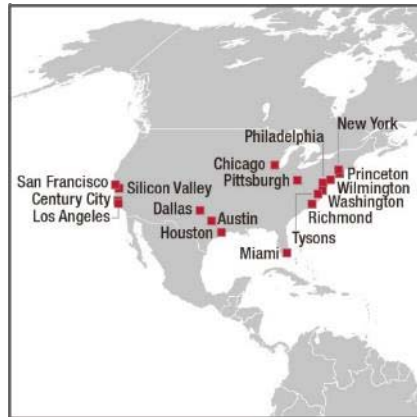 New York
Philadelphia
Chicago
Pittsburgh
Princeton
Wilmington
Washington
Richmond
Tysons
San Francisco
Silicon Valley
Century City
Los Angeles
Dallas
Austin
Houston
Miami